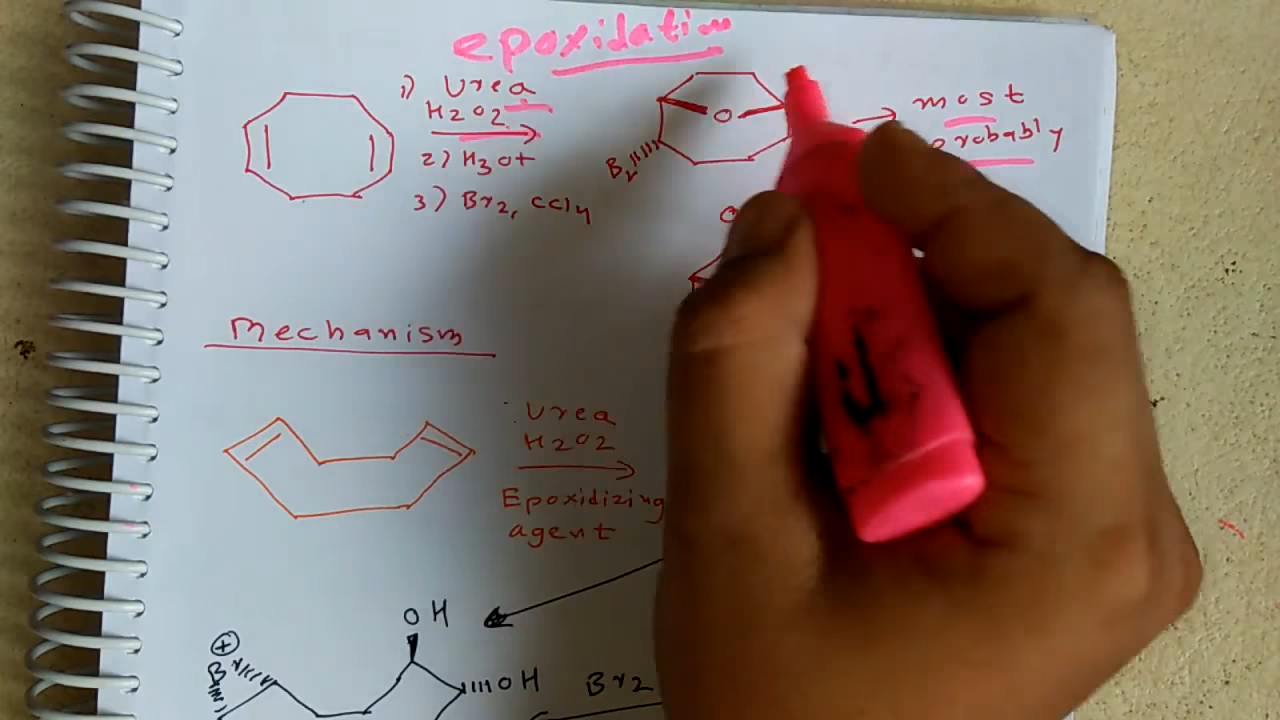 epoxidation
1) Urea
H2O2
2) H3O+
3) Br2, CCl4
O
Br
most
probably
O
Mechanism
Urea
H2O2
Epoxidizing
agent
OH
+
Br
OH
Br2